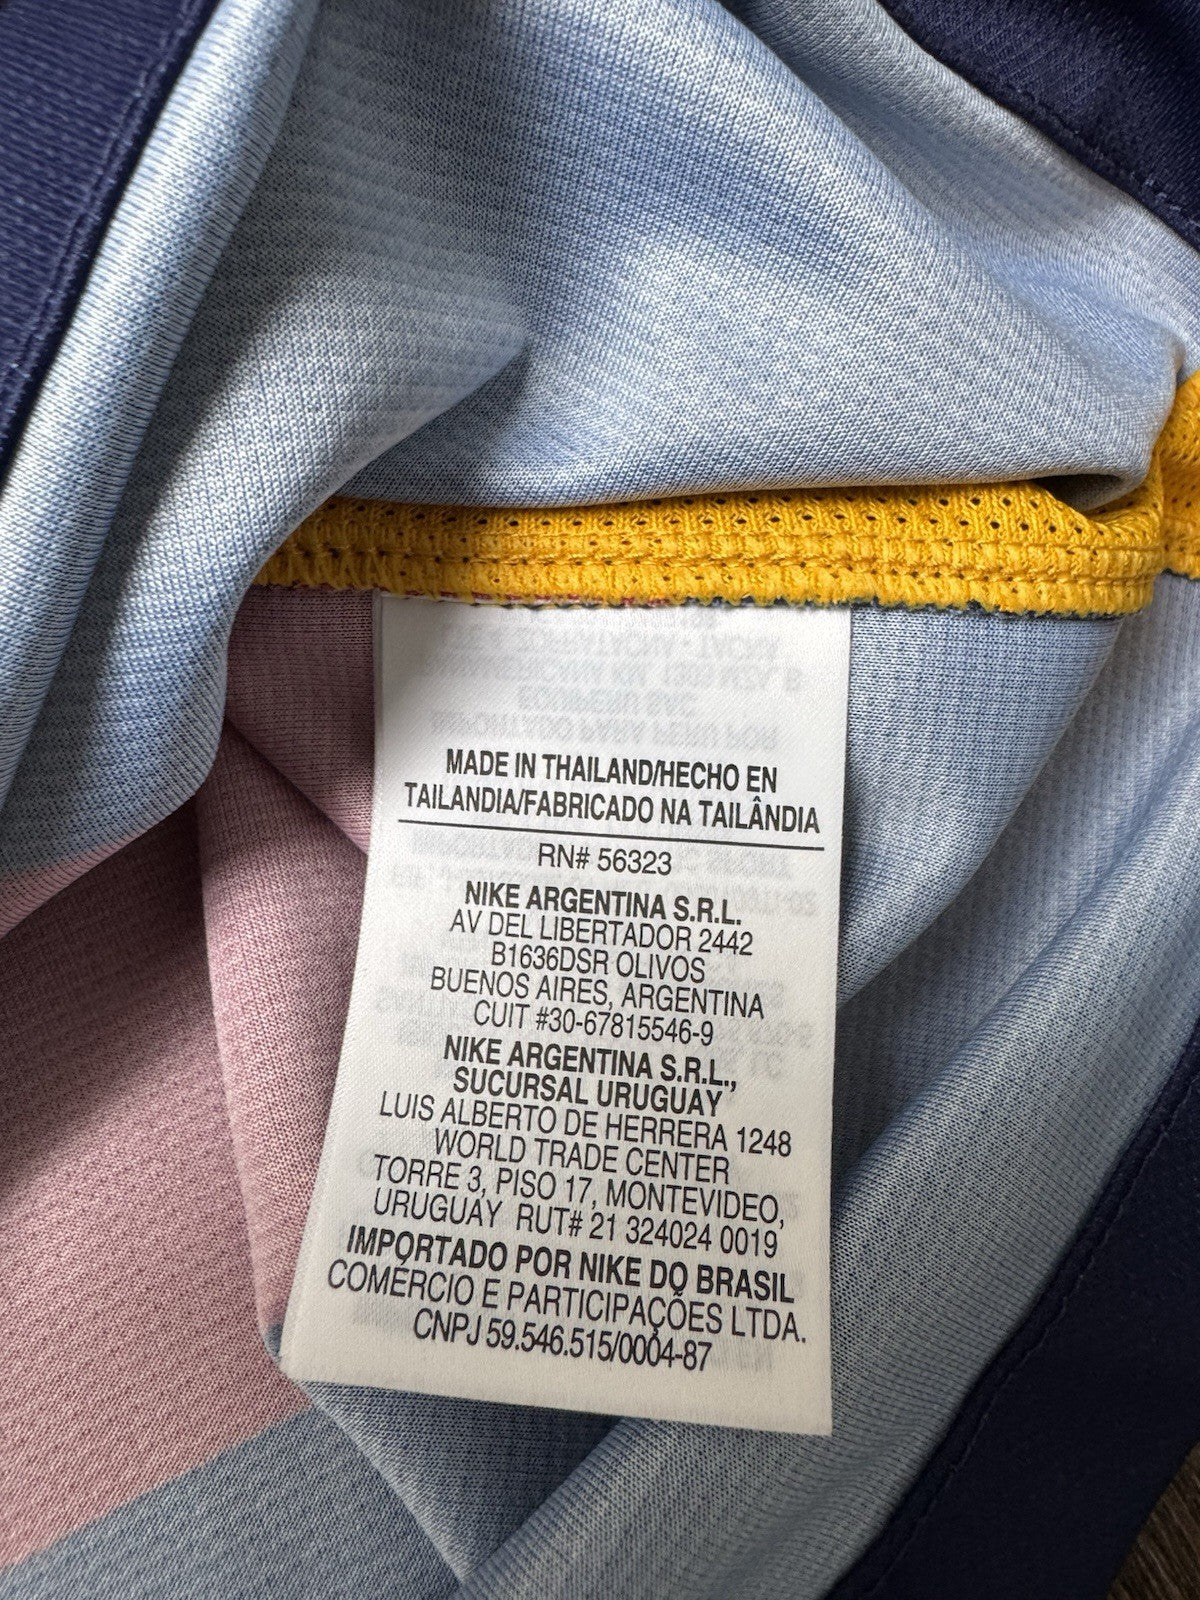 MADE IN THAILAND/HECHO EN
TAILANDIA/FABRICADO NA TAILÂNDIA
RN# 56323
NIKE ARGENTINA S.R.L.
AV DEL LIBERTADOR 2442
B1636DSR OLIVOS
BUENOS AIRES, ARGENTINA
CUIT #30-67815546-9
NIKE ARGENTINA S.R.L.,
SUCURSAL URUGUAY
LUIS ALBERTO DE HERRERA 1248
WORLD TRADE CENTER
TORRE 3, PISO 17, MONTEVIDEO,
URUGUAY RUT# 21 324024 0019
IMPORTADO POR NIKE DO BRASIL
COMÉRCIO E PARTICIPAÇÕES LTDA.
CNPJ 59.546.515/0004-87